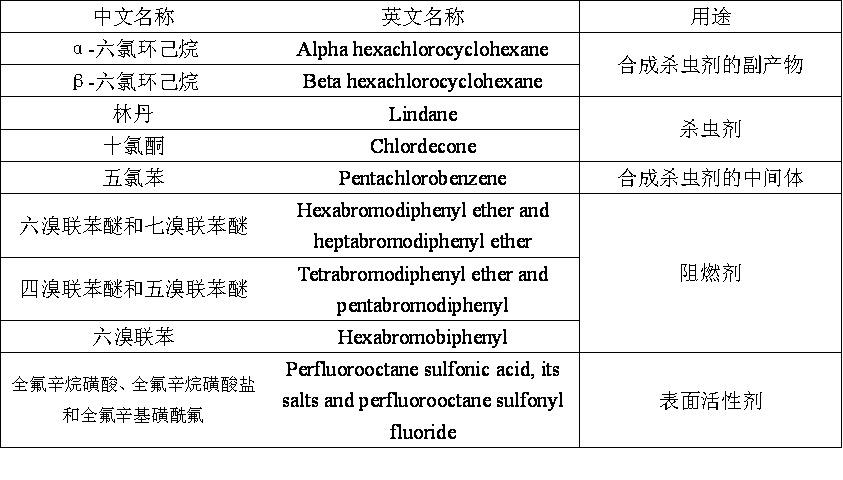 中文名称 英文名称 用途
α-六氯环己烷 Alpha hexachlorocyclohexane
合成杀虫剂的副产物
β-六氯环己烷 Beta hexachlorocyclohexane
林丹 Lindane
杀虫剂
十氯酮 Chlordecone
五氯苯 Pentachlorobenzene 合成杀虫剂的中间体
六溴联苯醚和七溴联苯醚
Hexabromodiphenyl ether and
heptabromodiphenyl ether
四溴联苯醚和五溴联苯醚
Tetrabromodiphenyl ether and
pentabromodiphenyl
阻燃剂
六溴联苯 Hexabromobiphenyl
全氟辛烷磺酸、全氟辛烷磺酸盐
和全氟辛基磺酰氟
Perfluorooctane sulfonic acid, its
salts and perfluorooctane sulfonyl
fluoride
表面活性剂